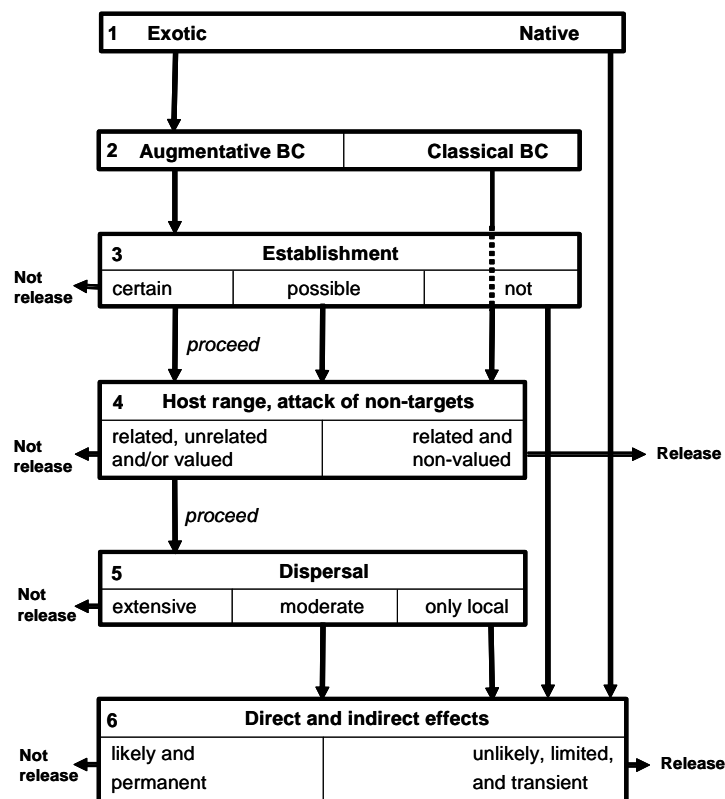 1 Exotic Native
2 Augmentative BC Classical BC
3 Establishment
Not
release
certain possible not
proceed
4 Host range, attack of non-targets
Not
release
related, unrelated
and/or valued
related and
non-valued
Release
proceed
5 Dispersal
Not
release
extensive moderate only local
6 Direct and indirect effects
Not
release
likely and
permanent
unlikely, limited,
and transient
Release